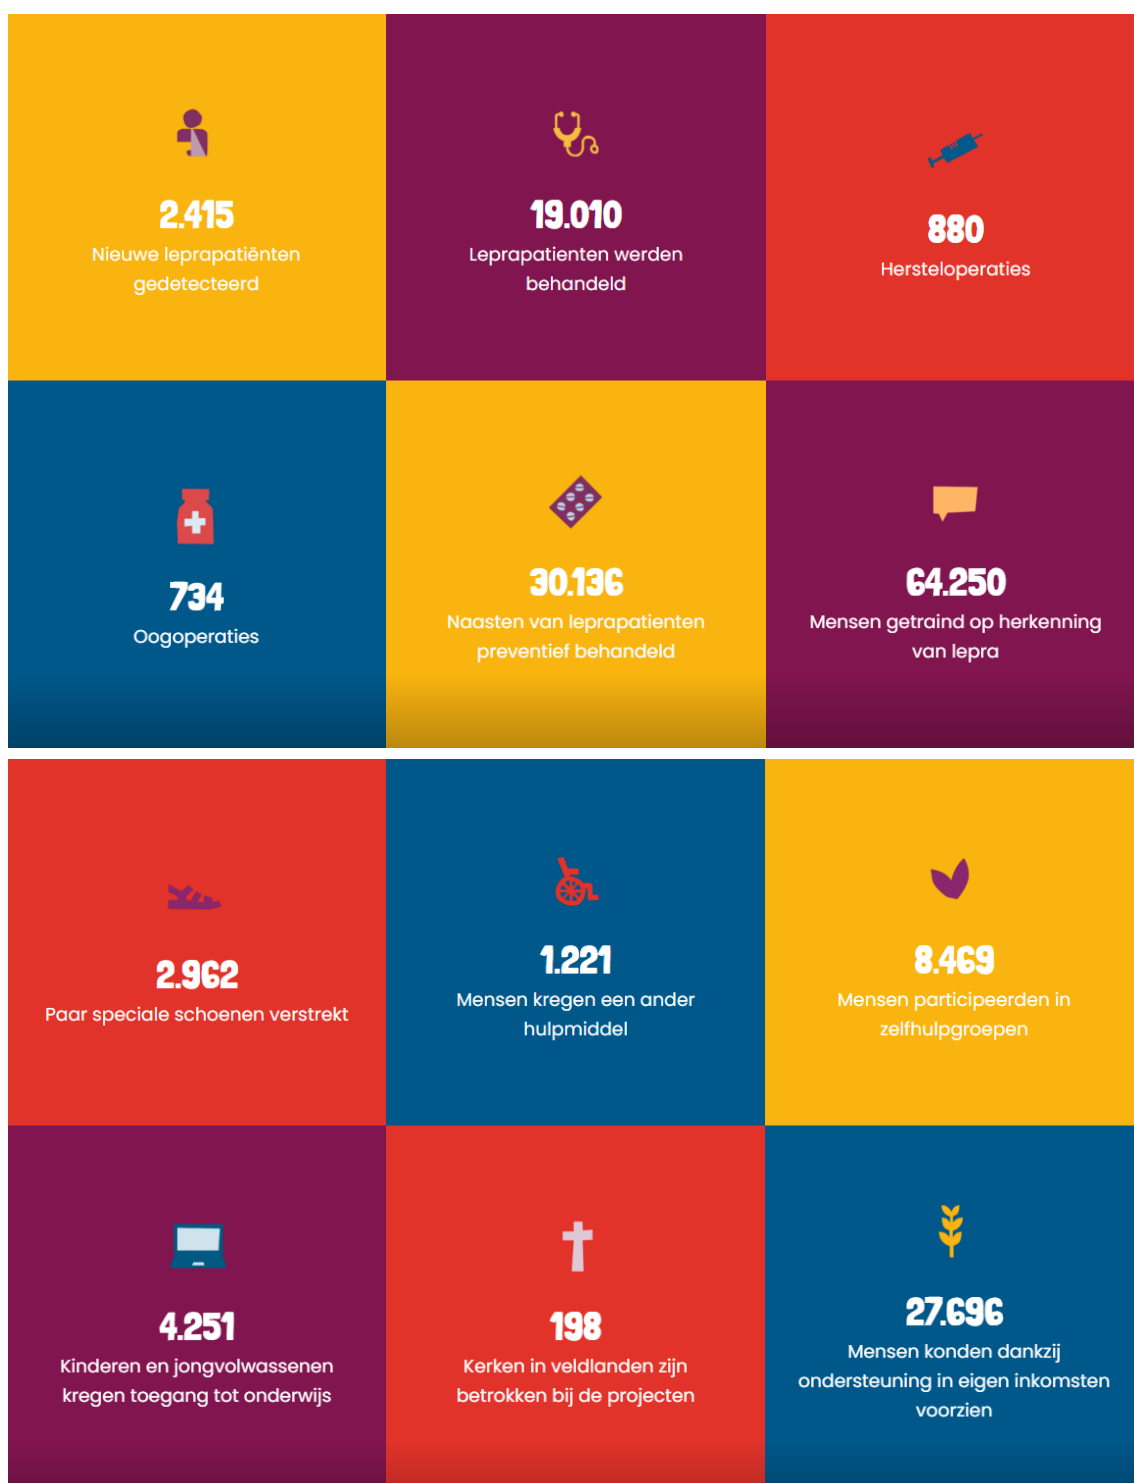 2.415
Nieuwe leprapatiënten
gedetecteerd
19.010
Leprapatienten werden
behandeld
880
Hersteloperaties
734
Oogoperaties
30.136
Naasten van leprapatienten
preventief behandeld
64.250
Mensen getraind op herkenning
van lepra
2.962
Paar speciale schoenen verstrekt
1.221
Mensen kregen een ander
hulpmiddel
8.469
Mensen participeerden in
zelfhulpgroepen
4.251
Kinderen en jongvolwassenen
kregen toegang tot onderwijs
198
Kerken in veldlanden zijn
betrokken bij de projecten
27.696
Mensen konden dankzij
ondersteuning in eigen inkomsten
voorzien